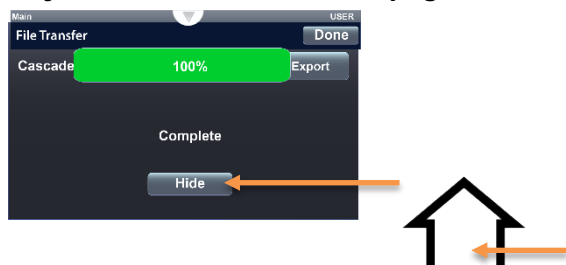 Main USER
File Transfer Done
Cascade 100% Export
Complete
Hide